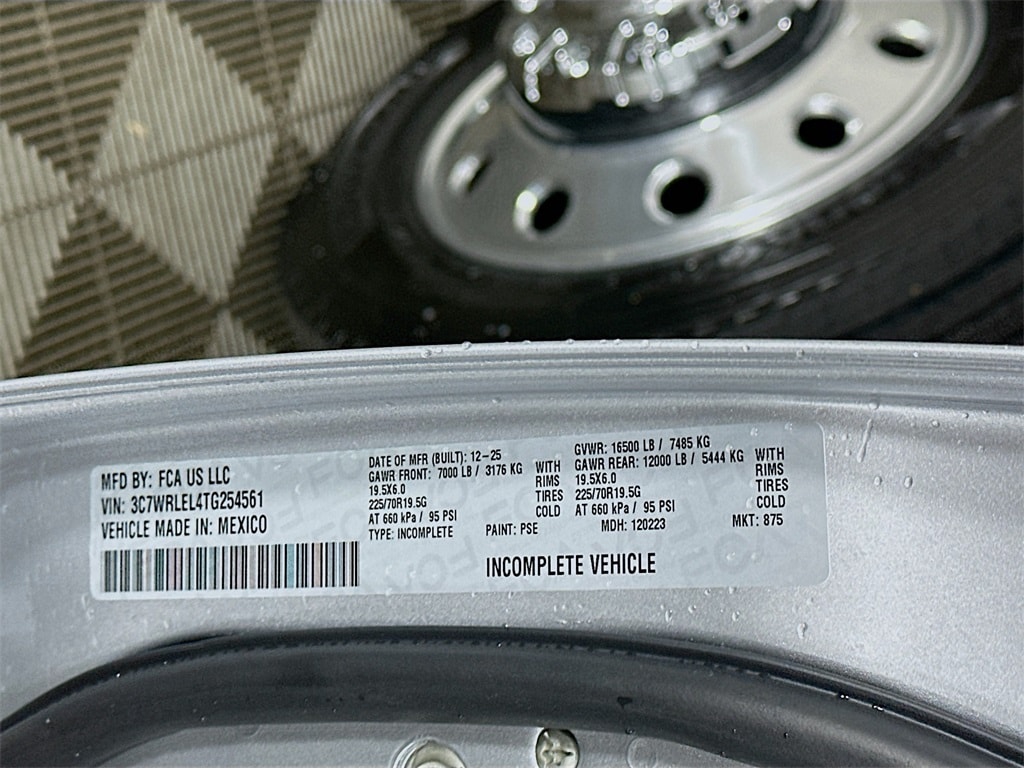 MFD BY: FCA US LLC
VIN: 3C7WRLEL4TG254561
VEHICLE MADE IN: MEXICO
DATE OF MFR (BUILT): 12-25
GAWR FRONT: 7000 LB / 3176 KG WITH
19.5X6.0 RIMS
225/70R19.5G TIRES
AT 660 kPa / 95 PSI COLD
TYPE: INCOMPLETE PAINT: PSE
GVWR: 16500 LB / 7485 KG
GAWR REAR: 12000 LB / 5444 KG WITH
19.5X6.0 RIMS
225/70R19.5G TIRES
AT 660 kPa / 95 PSI COLD
MDH: 120223 MKT: 875
INCOMPLETE VEHICLE